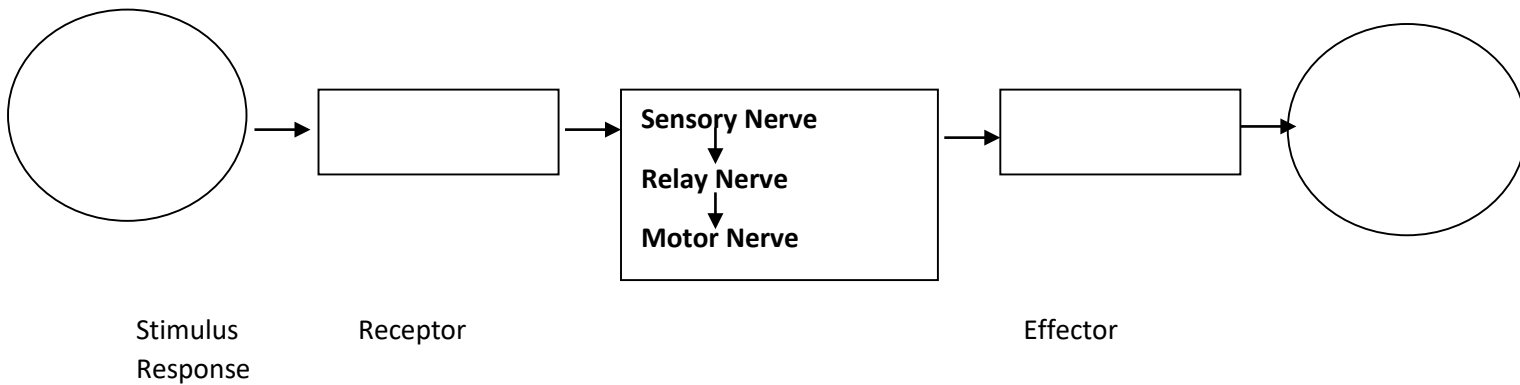 Sensory Nerve
Relay Nerve
Motor Nerve
Stimulus Receptor Effector
Response